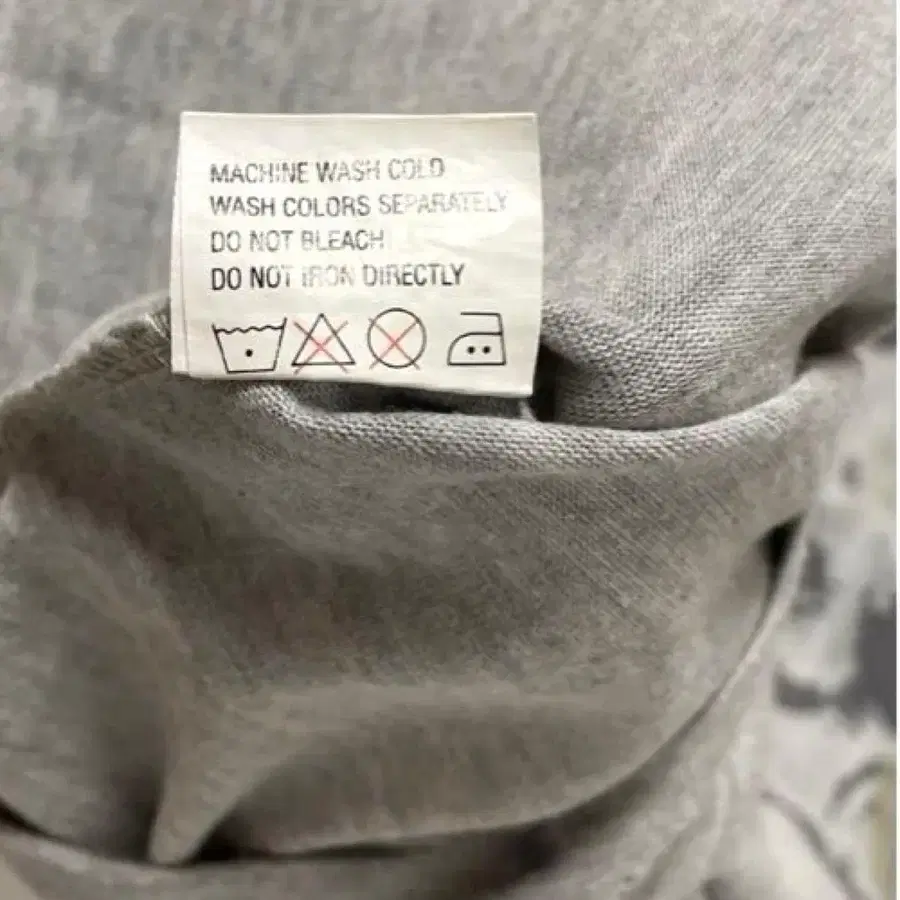 MACHINE WASH COLD
WASH COLORS SEPARATELY
DO NOT BLEACH
DO NOT IRON DIRECTLY